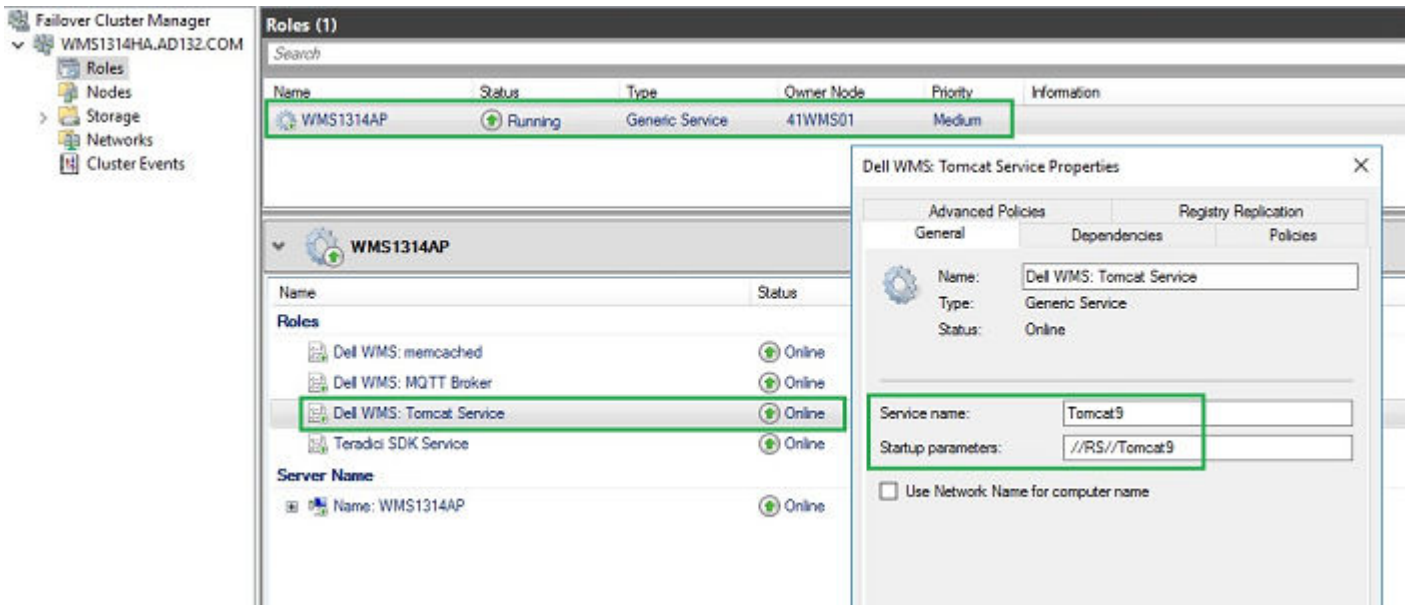 Failover Cluster Manager
WMS1314HA.AD132.COM
Roles
Nodes
Storage
Networks
Cluster Events
Roles (1)
Search
Name Status Type Owner Node Priority Information
WMS1314AP Running Generic Service 41WMS01 Medium
WMS1314AP
Name Status
Roles
Dell WMS: memcached Online
Dell WMS: MQTT Broker Online
Dell WMS: Tomcat Service Online
Teradici SDK Service Online
Server Name
Name: WMS1314AP Online
Dell WMS: Tomcat Service Properties
Advanced Policies Registry Replication
General Dependencies Policies
Name: Dell WMS: Tomcat Service
Type: Generic Service
Status: Online
Service name: Tomcat9
Startup parameters: //RS//Tomcat9
Use Network Name for computer name